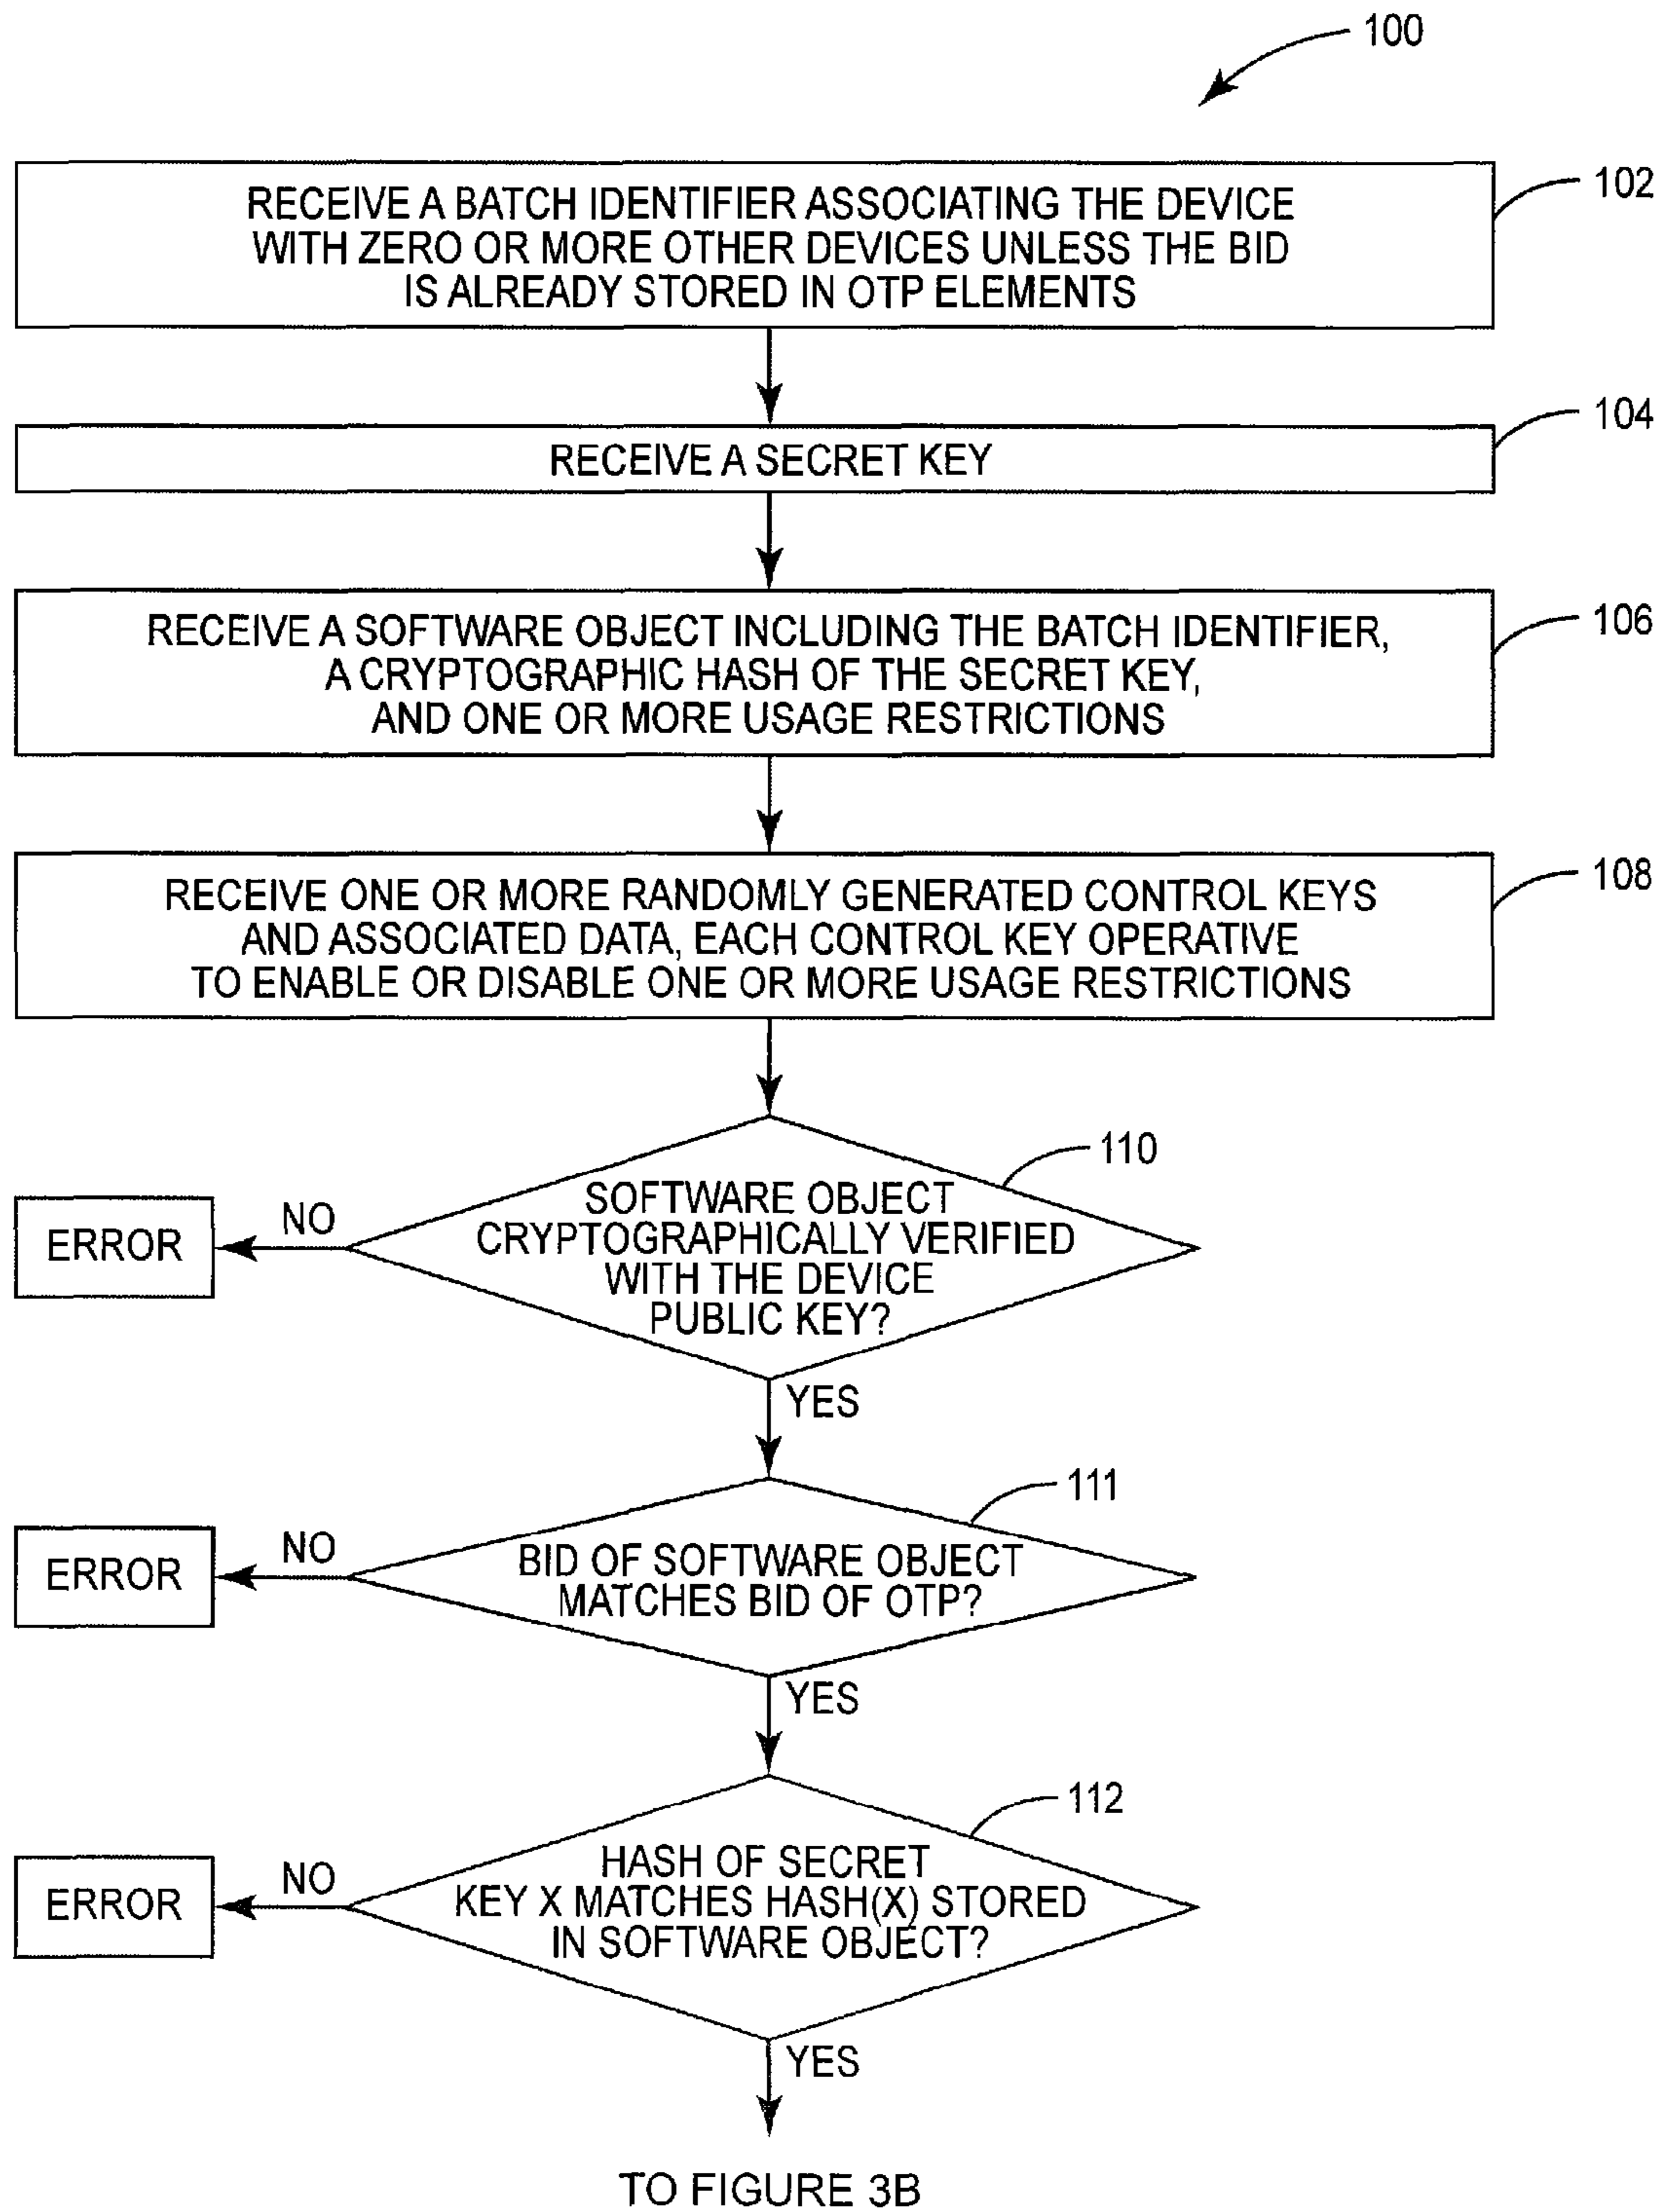 100
RECEIVE A BATCH IDENTIFIER ASSOCIATING THE DEVICE
WITH ZERO OR MORE OTHER DEVICES UNLESS THE BID
IS ALREADY STORED IN OTP ELEMENTS
102
RECEIVE A SECRET KEY
104
RECEIVE A SOFTWARE OBJECT INCLUDING THE BATCH IDENTIFIER,
A CRYPTOGRAPHIC HASH OF THE SECRET KEY,
AND ONE OR MORE USAGE RESTRICTIONS
106
RECEIVE ONE OR MORE RANDOMLY GENERATED CONTROL KEYS
AND ASSOCIATED DATA, EACH CONTROL KEY OPERATIVE
TO ENABLE OR DISABLE ONE OR MORE USAGE RESTRICTIONS
108
110
SOFTWARE OBJECT
CRYPTOGRAPHICALLY VERIFIED
WITH THE DEVICE
PUBLIC KEY?
NO
ERROR
YES
111
BID OF SOFTWARE OBJECT
MATCHES BID OF OTP?
NO
ERROR
YES
112
HASH OF SECRET
KEY X MATCHES HASH(X) STORED
IN SOFTWARE OBJECT?
NO
ERROR
YES
TO FIGURE 3B